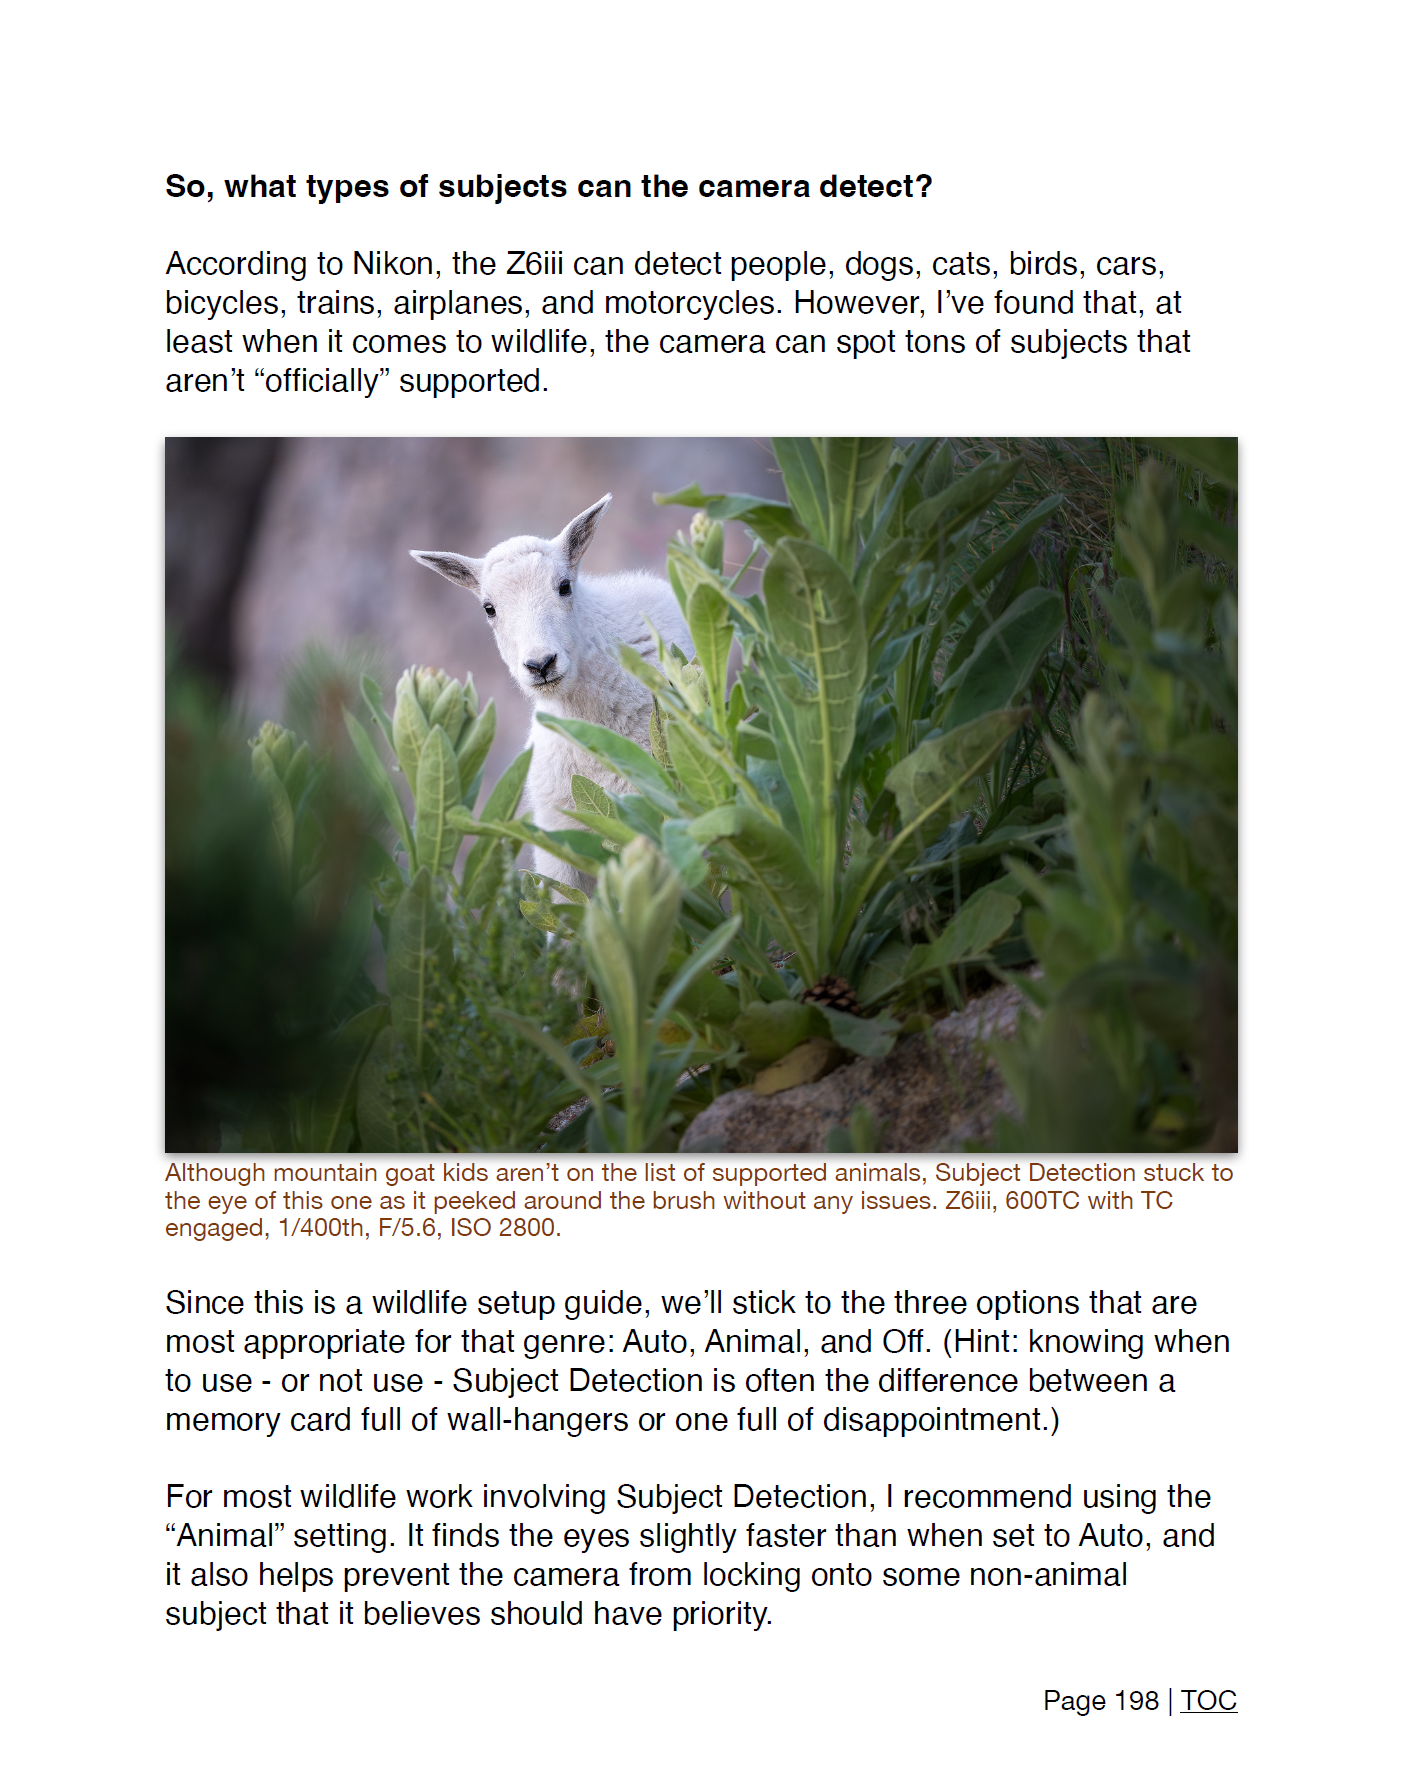 So, what types of subjects can the camera detect?
According to Nikon, the Z6iii can detect people, dogs, cats, birds, cars,
bicycles, trains, airplanes, and motorcycles. However, I’ve found that, at
least when it comes to wildlife, the camera can spot tons of subjects that
aren’t “officially” supported.
Although mountain goat kids aren’t on the list of supported animals, Subject Detection stuck to
the eye of this one as it peeked around the brush without any issues. Z6iii, 600TC with TC
engaged, 1/400th, F/5.6, ISO 2800.
Since this is a wildlife setup guide, we’ll stick to the three options that are
most appropriate for that genre: Auto, Animal, and Off. (Hint: knowing when
to use - or not use - Subject Detection is often the difference between a
memory card full of wall-hangers or one full of disappointment.)
For most wildlife work involving Subject Detection, I recommend using the
“Animal” setting. It finds the eyes slightly faster than when set to Auto, and
it also helps prevent the camera from locking onto some non-animal
subject that it believes should have priority.
Page 198 | TOC